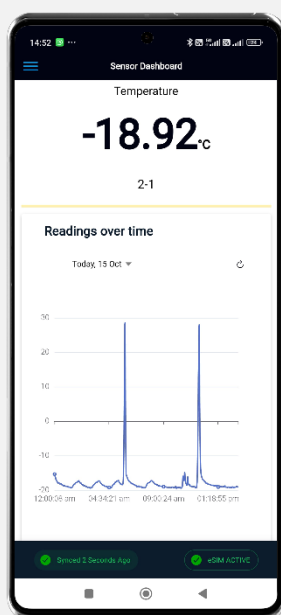 14:52
Sensor Dashboard
Temperature
-18.92°C
2-1
Readings over time
Today, 15 Oct
30
20
10
0
-10
-20
12:00:06 am 04:34:21 am 09:00:24 am 01:18:55 pm
Synced 2 Seconds Ago eSIM ACTIVE